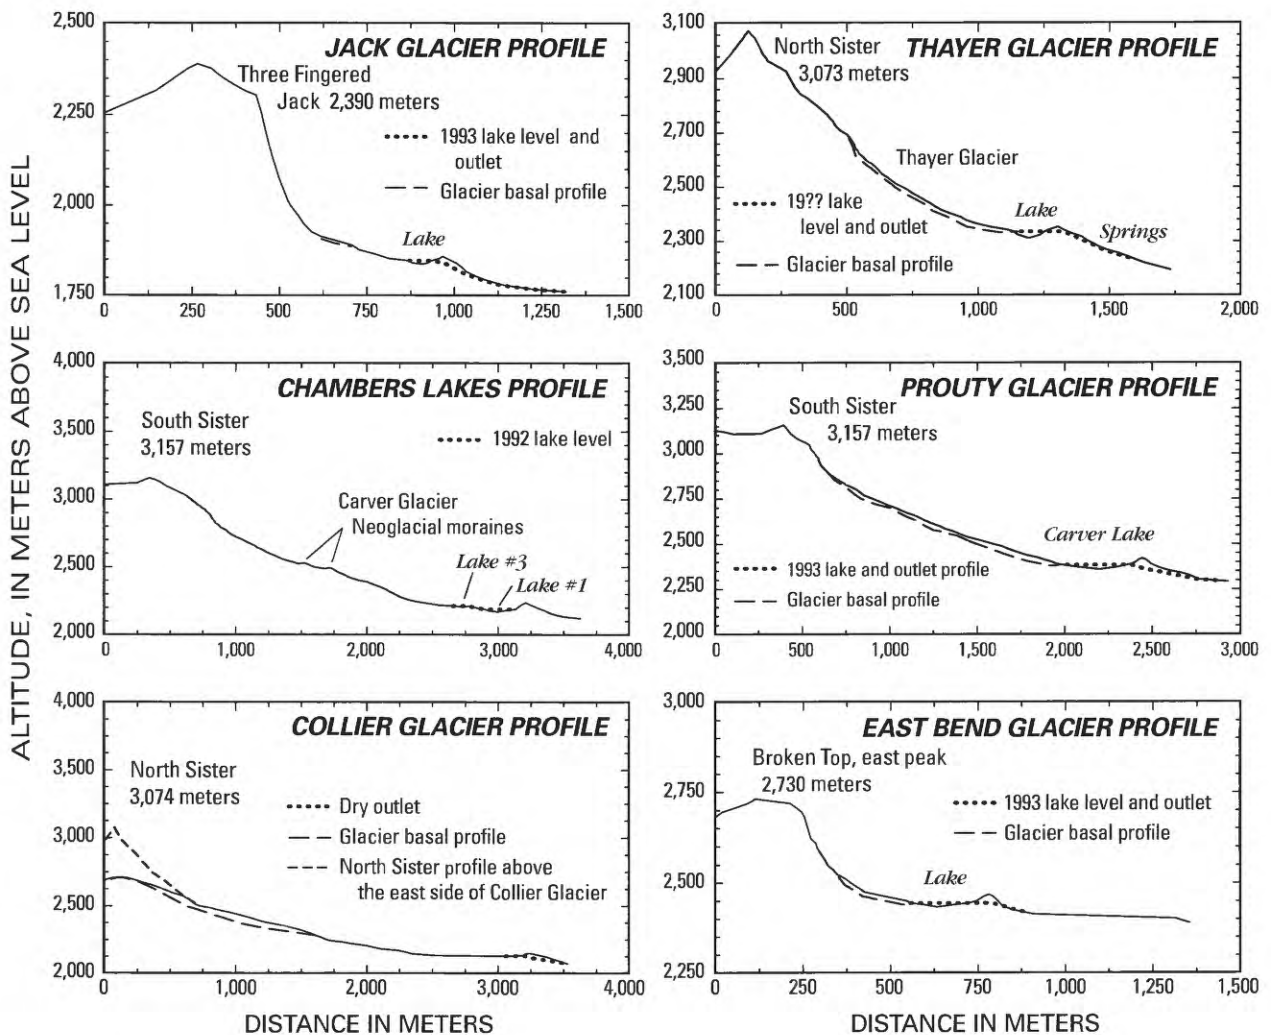 ALTITUDE, IN METERS ABOVE SEA LEVEL
JACK GLACIER PROFILE
2,500
2,250
2,000
1,750
Three Fingered
Jack 2,390 meters
1993 lake level and
outlet
Glacier basal profile
Lake
0 250 500 750 1,000 1,250 1,500
THAYER GLACIER PROFILE
3,100
2,900
2,700
2,500
2,300
2,100
North Sister
3,073 meters
Thayer Glacier
19?? lake
level and outlet
Glacier basal profile
Lake
Springs
0 500 1,000 1,500 2,000
CHAMBERS LAKES PROFILE
4,000
3,500
3,000
2,500
2,000
South Sister
3,157 meters
1992 lake level
Carver Glacier
Neoglacial moraines
Lake #3
Lake #1
0 1,000 2,000 3,000 4,000
PROUTY GLACIER PROFILE
3,500
3,250
3,000
2,750
2,500
2,250
2,000
South Sister
3,157 meters
Carver Lake
1993 lake and outlet profile
Glacier basal profile
0 500 1,000 1,500 2,000 2,500 3,000
COLLIER GLACIER PROFILE
4,000
3,500
3,000
2,500
2,000
North Sister
3,074 meters
Dry outlet
Glacier basal profile
North Sister profile above
the east side of Collier Glacier
0 1,000 2,000 3,000 4,000
EAST BEND GLACIER PROFILE
3,000
2,750
2,500
2,250
Broken Top, east peak
2,730 meters
1993 lake level and outlet
Glacier basal profile
Lake
0 250 500 750 1,000 1,250 1,500
DISTANCE IN METERS
DISTANCE IN METERS